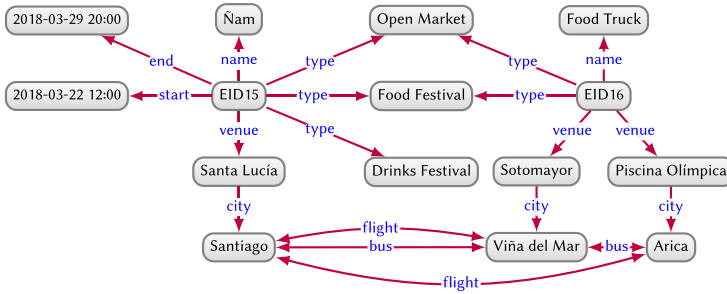 2018-03-29 20:00
Ñam
Open Market
Food Truck
end
name
type
type
name
2018-03-22 12:00
start
EID15
type
Food Festival
type
EID16
venue
type
venue
venue
Santa Lucía
Drinks Festival
Sotomayor
Piscina Olímpica
city
city
city
flight
Santiago
bus
Viña del Mar
bus
Arica
flight